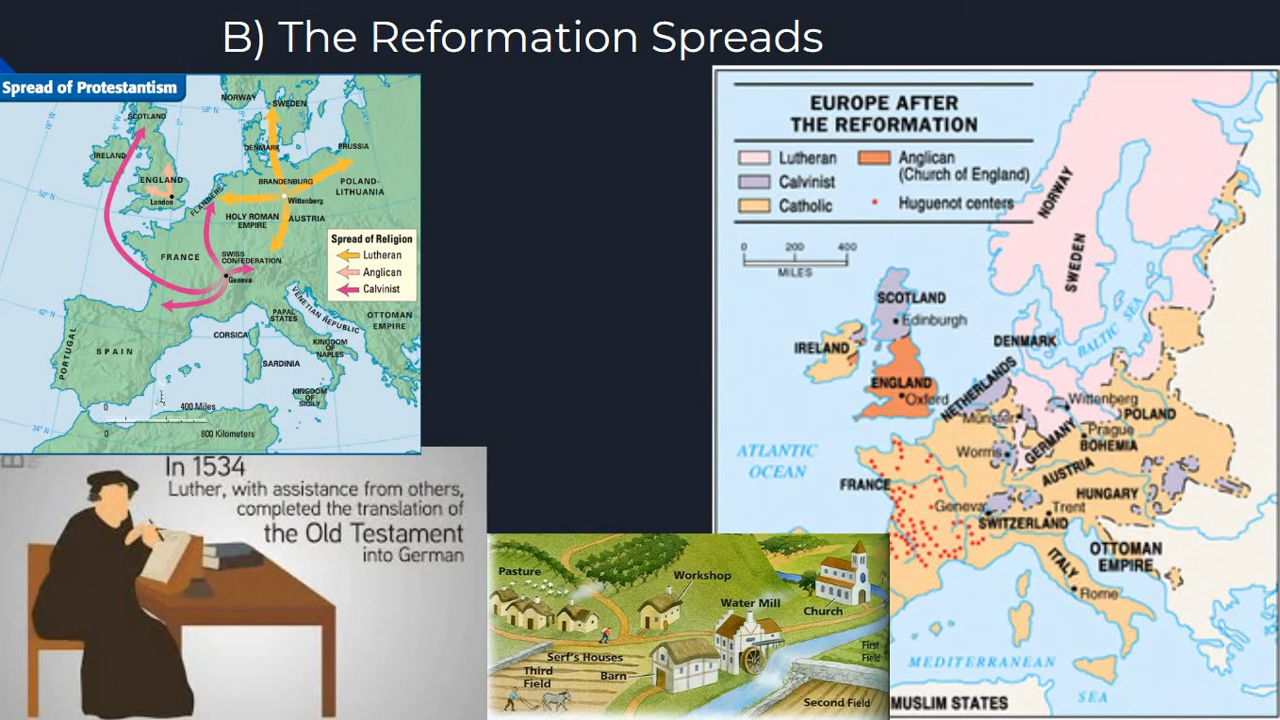 B) The Reformation Spreads
Spread of Protestantism
NORWAY
SWEDEN
SCOTLAND
58° N
DENMARK
PRUSSIA
IRELAND
ENGLAND
London
BRANDENBURG
POLAND-
LITHUANIA
50° N
FLANDERS
Wittenberg
HOLY ROMAN
EMPIRE
AUSTRIA
FRANCE
SWISS
CONFEDERATION
Geneva
Spread of Religion
Lutheran
Anglican
Calvinist
42° N
VENETIAN REPUBLIC
PAPAL
STATES
OTTOMAN
EMPIRE
CORSICA
KINGDOM
OF
NAPLES
PORTUGAL
SPAIN
SARDINIA
KINGDOM
OF
SICILY
0 400 Miles
0 800 Kilometers
34° N
In 1534
Luther, with assistance from others,
completed the translation of
the Old Testament
into German
Pasture
Workshop
Water Mill
Church
Serf's Houses
Third
Field
Barn
First
Field
Second Field
EUROPE AFTER
THE REFORMATION
Lutheran
Calvinist
Catholic
Anglican
(Church of England)
Huguenot centers
0 200 400
MILES
NORWAY
SWEDEN
SCOTLAND
Edinburgh
BALTIC SEA
IRELAND
DENMARK
ENGLAND
Oxford
NETHERLANDS
Münster
Wittenberg
POLAND
GERMANY
Prague
BOHEMIA
ATLANTIC
OCEAN
Worms
AUSTRIA
FRANCE
HUNGARY
Geneva
Trent
SWITZERLAND
OTTOMAN
EMPIRE
ITALY
Rome
MEDITERRANEAN
SEA
MUSLIM STATES